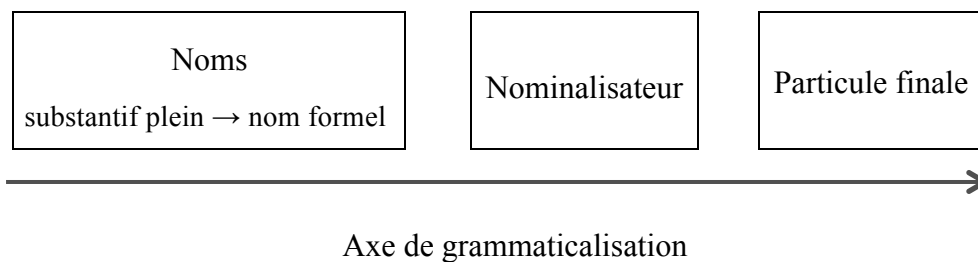 Noms
substantif plein → nom formel
Nominalisateur
Particule finale
Axe de grammaticalisation